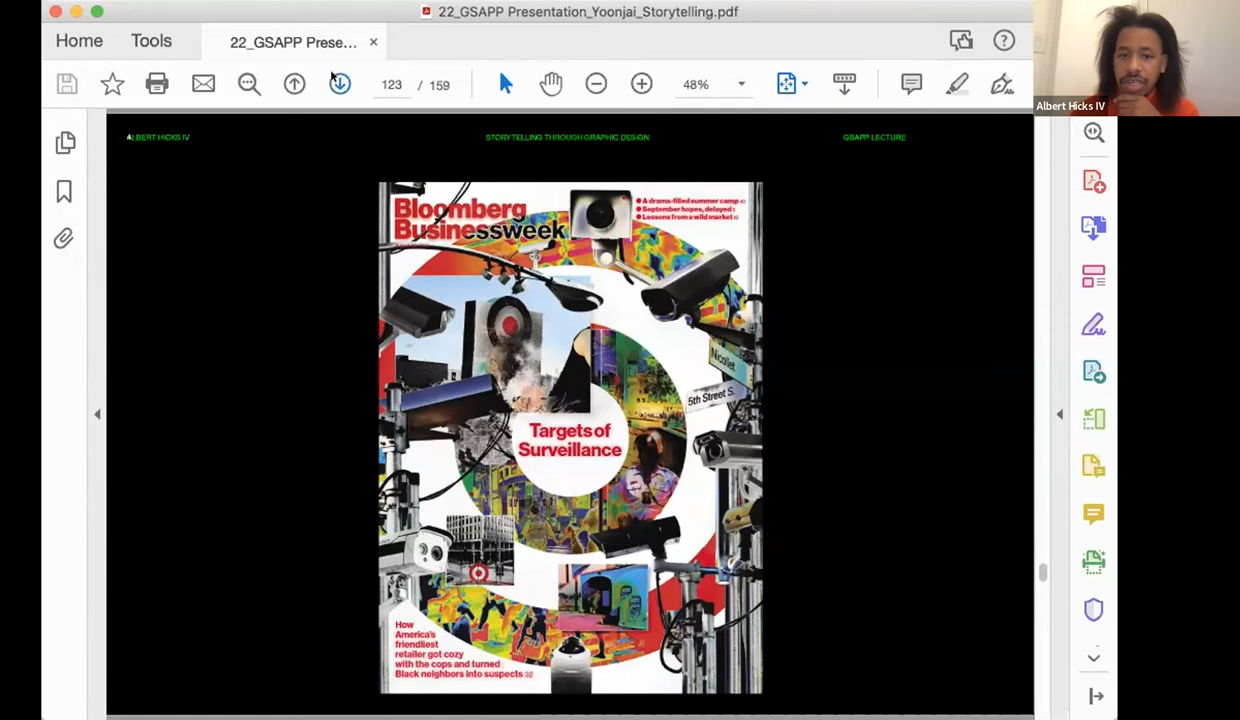 22_GSAPP Presentation_Yoonjai_Storytelling.pdf
Home
Tools
22_GSAPP Prese...
123 / 159
48%
Albert Hicks IV
ALBERT HICKS IV
STORYTELLING THROUGH GRAPHIC DESIGN
GSAPP LECTURE
Bloomberg
Businessweek
A drama-filled summer camp
September hopes, delayed
Lessons from a wild market
Nicollet
5th Street S.
Targets of
Surveillance
How
America's
friendliest
retailer got cozy
with the cops and turned
Black neighbors into suspects 32